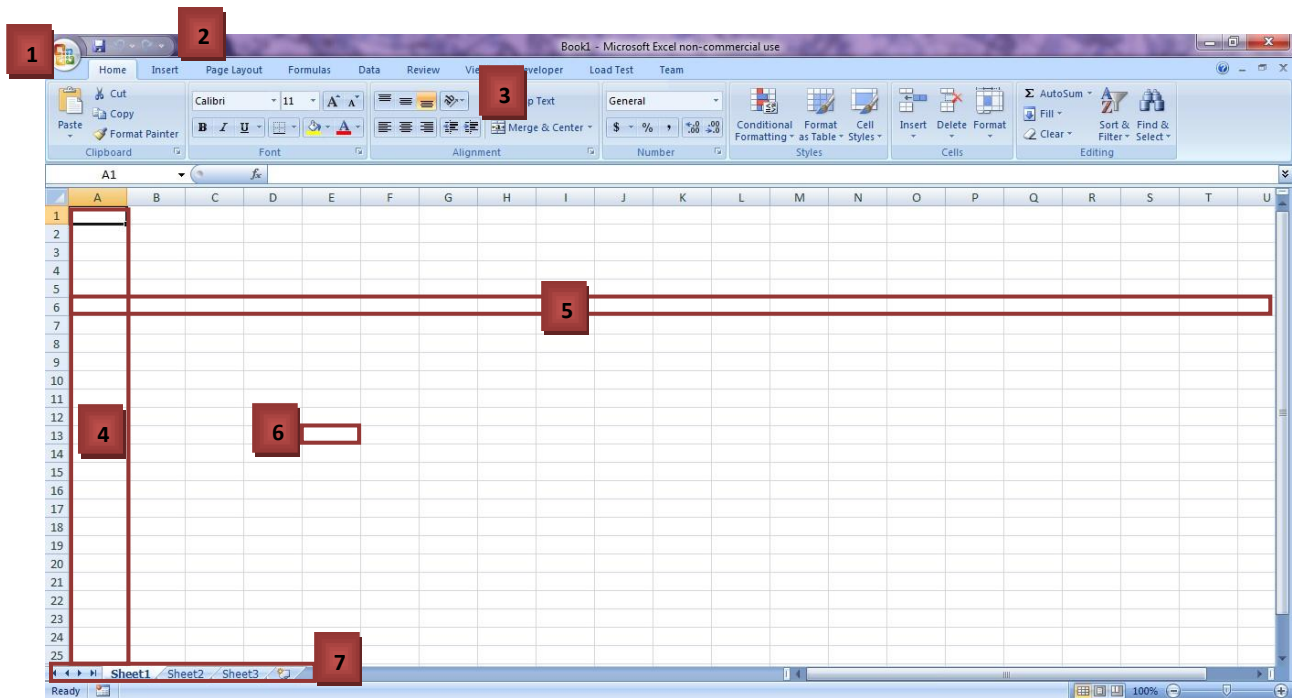 1
2
Book1 - Microsoft Excel non-commercial use
Home Insert Page Layout Formulas Data Review Developer Load Test Team
3
Paste
Cut
Copy
Format Painter
Clipboard
Calibri 11
B I U A
Font
Text
Merge & Center
Alignment
General
$ % , .0 .00 .00 .0
Number
Conditional Formatting
Format as Table
Cell Styles
Styles
Insert Delete Format
Cells
Σ AutoSum
Fill
Clear
Sort & Filter
Find & Select
Editing
A1 fx
A B C D E F G H I J K L M N O P Q R S T U
1
2
3
4
5
6
5
7
8
9
10
11
12
13
4
6
14
15
16
17
18
19
20
21
22
23
24
25
7
Sheet1 Sheet2 Sheet3
Ready 100%